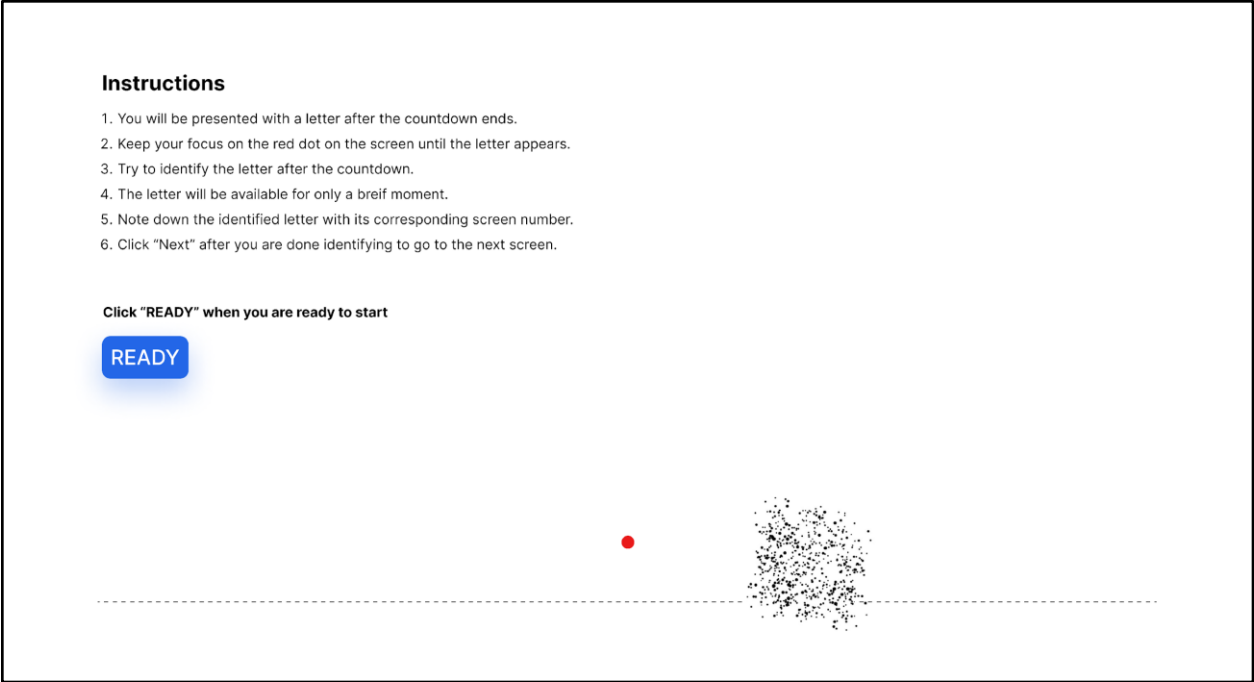 Instructions
1. You will be presented with a letter after the countdown ends.
2. Keep your focus on the red dot on the screen until the letter appears.
3. Try to identify the letter after the countdown.
4. The letter will be available for only a breif moment.
5. Note down the identified letter with its corresponding screen number.
6. Click “Next” after you are done identifying to go to the next screen.
Click “READY” when you are ready to start
READY